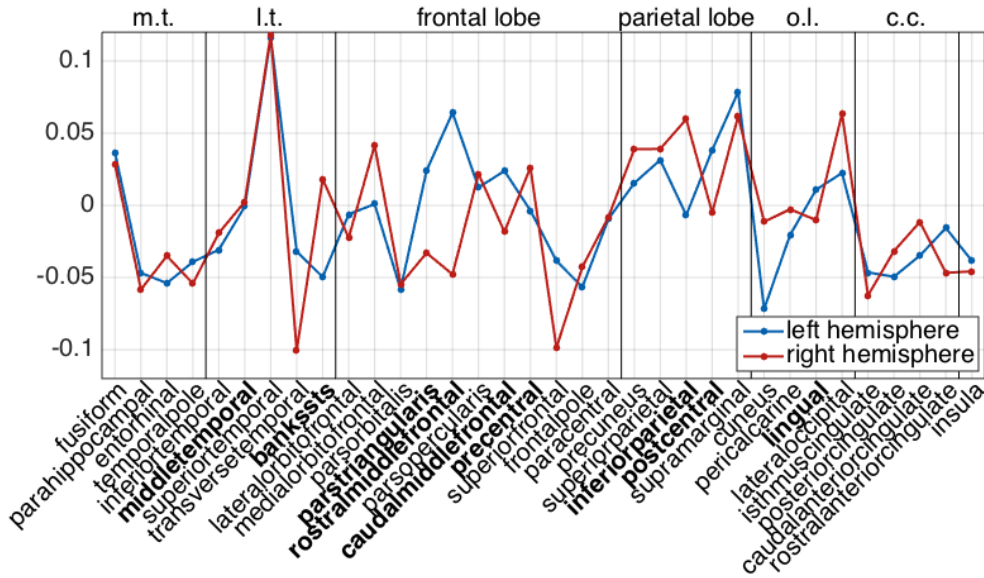 m.t. l.t. frontal lobe parietal lobe o.l. c.c.
0.1
0.05
0
-0.05
-0.1
left hemisphere
right hemisphere
fusiform
parahippocampal
entorhinal
temporalpole
inferiortemporal
middletemporal
superiortemporal
transversetemporal
bankssts
lateralorbitofrontal
medialorbitofrontal
parsorbitalis
parstriangularis
rostralmiddlefrontal
parsopercularis
caudalmiddlefrontal
precentral
superiorfrontal
frontalpole
paracentral
precuneus
superiorparietal
inferiorparietal
postcentral
supramarginal
cuneus
pericalcarine
lingual
lateraloccipital
isthmuscingulate
posteriorcingulate
caudalanteriorcingulate
rostralanteriorcingulate
insula